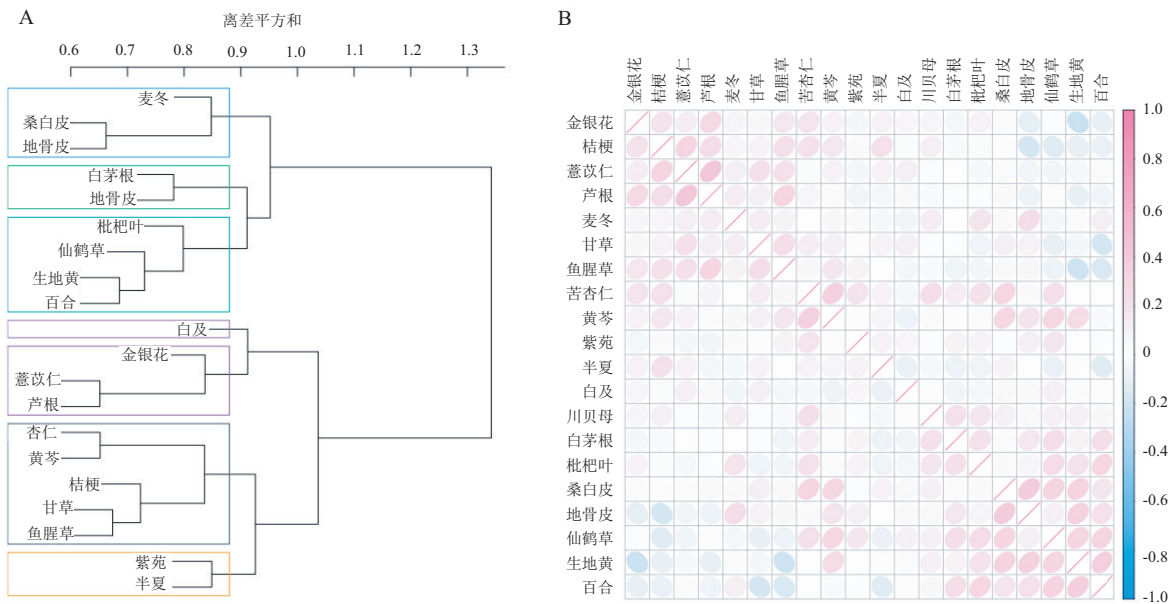 A
离差平方和
0.6 0.7 0.8 0.9 1.0 1.1 1.2 1.3
麦冬
桑白皮
地骨皮
白茅根
地骨皮
枇杷叶
仙鹤草
生地黄
百合
白及
金银花
薏苡仁
芦根
杏仁
黄芩
桔梗
甘草
鱼腥草
紫苑
半夏
B
金银花 桔梗 薏苡仁 芦根 麦冬 甘草 鱼腥草 苦杏仁 黄芩 紫苑 半夏 白及 川贝母 白茅根 枇杷叶 桑白皮 地骨皮 仙鹤草 生地黄 百合
金银花
桔梗
薏苡仁
芦根
麦冬
甘草
鱼腥草
苦杏仁
黄芩
紫苑
半夏
白及
川贝母
白茅根
枇杷叶
桑白皮
地骨皮
仙鹤草
生地黄
百合
1.0
0.8
0.6
0.4
0.2
0
-0.2
-0.4
-0.6
-0.8
-1.0